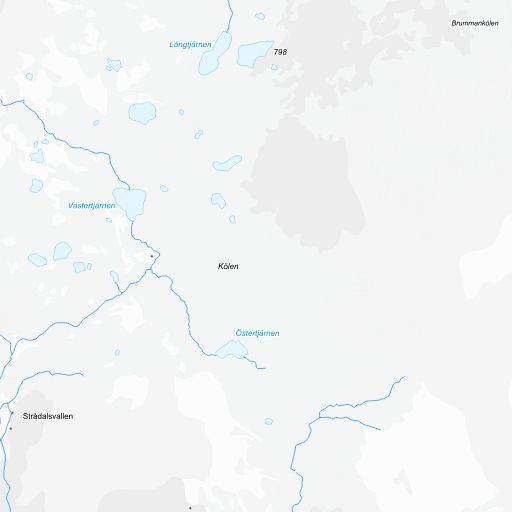 Brummankölen
Långtjärnen
798
Västertjärnen
Kölen
Östertjärnen
Strådalsvallen